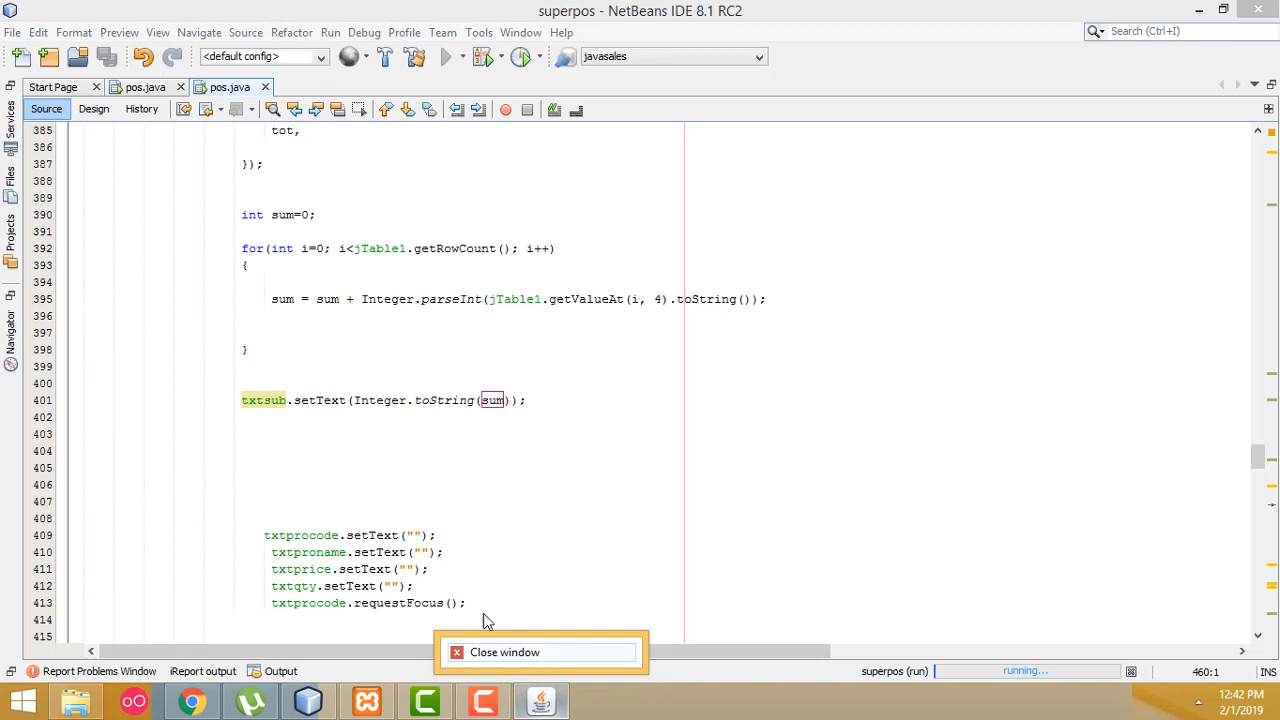 superpos - NetBeans IDE 8.1 RC2
File Edit Format Preview View Navigate Source Refactor Run Debug Profile Team Tools Window Help
Search (Ctrl+I)
<default config>
javasales
Start Page pos.java pos.java
Source Design History
Services
Files
Projects
Navigator
385 tot,
386
387 });
388
389
390 int sum=0;
391
392 for(int i=0; i<jTable1.getRowCount(); i++)
393 {
394
395 sum = sum + Integer.parseInt(jTable1.getValueAt(i, 4).toString());
396
397
398 }
399
400
401 txtsub.setText(Integer.toString(sum));
402
403
404
405
406
407
408
409 txtprocode.setText("");
410 txtproname.setText("");
411 txtprice.setText("");
412 txtqty.setText("");
413 txtprocode.requestFocus();
414
415
Close window
Report Problems Window iReport output Output
superpos (run) running... 460:1 INS
12:42 PM
2/1/2019